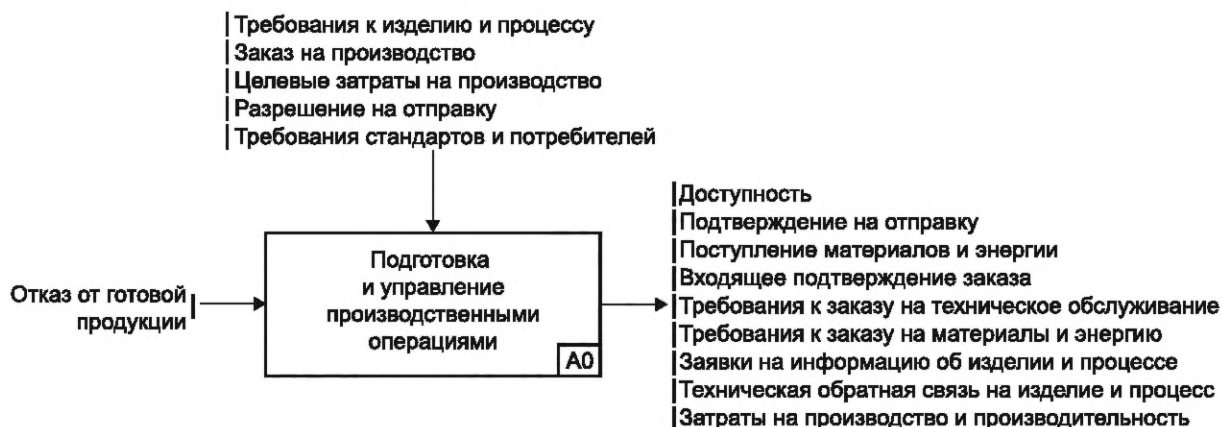 Требования к изделию и процессу
Заказ на производство
Целевые затраты на производство
Разрешение на отправку
Требования стандартов и потребителей
Отказ от готовой
продукции
Подготовка
и управление
производственными
операциями
A0
Доступность
Подтверждение на отправку
Поступление материалов и энергии
Входящее подтверждение заказа
Требования к заказу на техническое обслуживание
Требования к заказу на материалы и энергию
Заявки на информацию об изделии и процессе
Техническая обратная связь на изделие и процесс
Затраты на производство и производительность